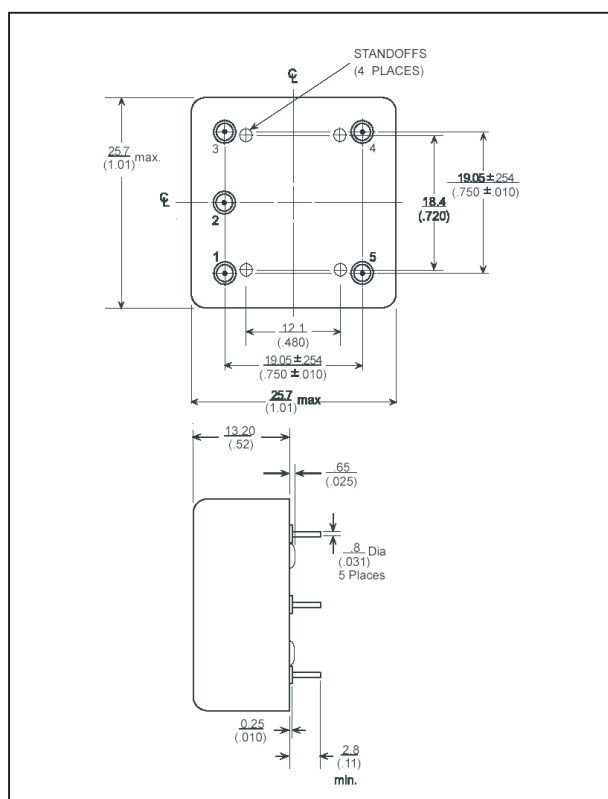 STANDOFFS
(4 PLACES)
℄
25.7 max.
(1.01)
3
4
19.05 ± 254
(.750 ± .010)
℄
2
18.4
(.720)
1
5
12.1
(.480)
19.05 ± 254
(.750 ± .010)
25.7 max
(1.01)
13.20
(.52)
.65
(.025)
.8 Dia
(.031)
5 Places
0.25
(.010)
2.8
(.11)
min.